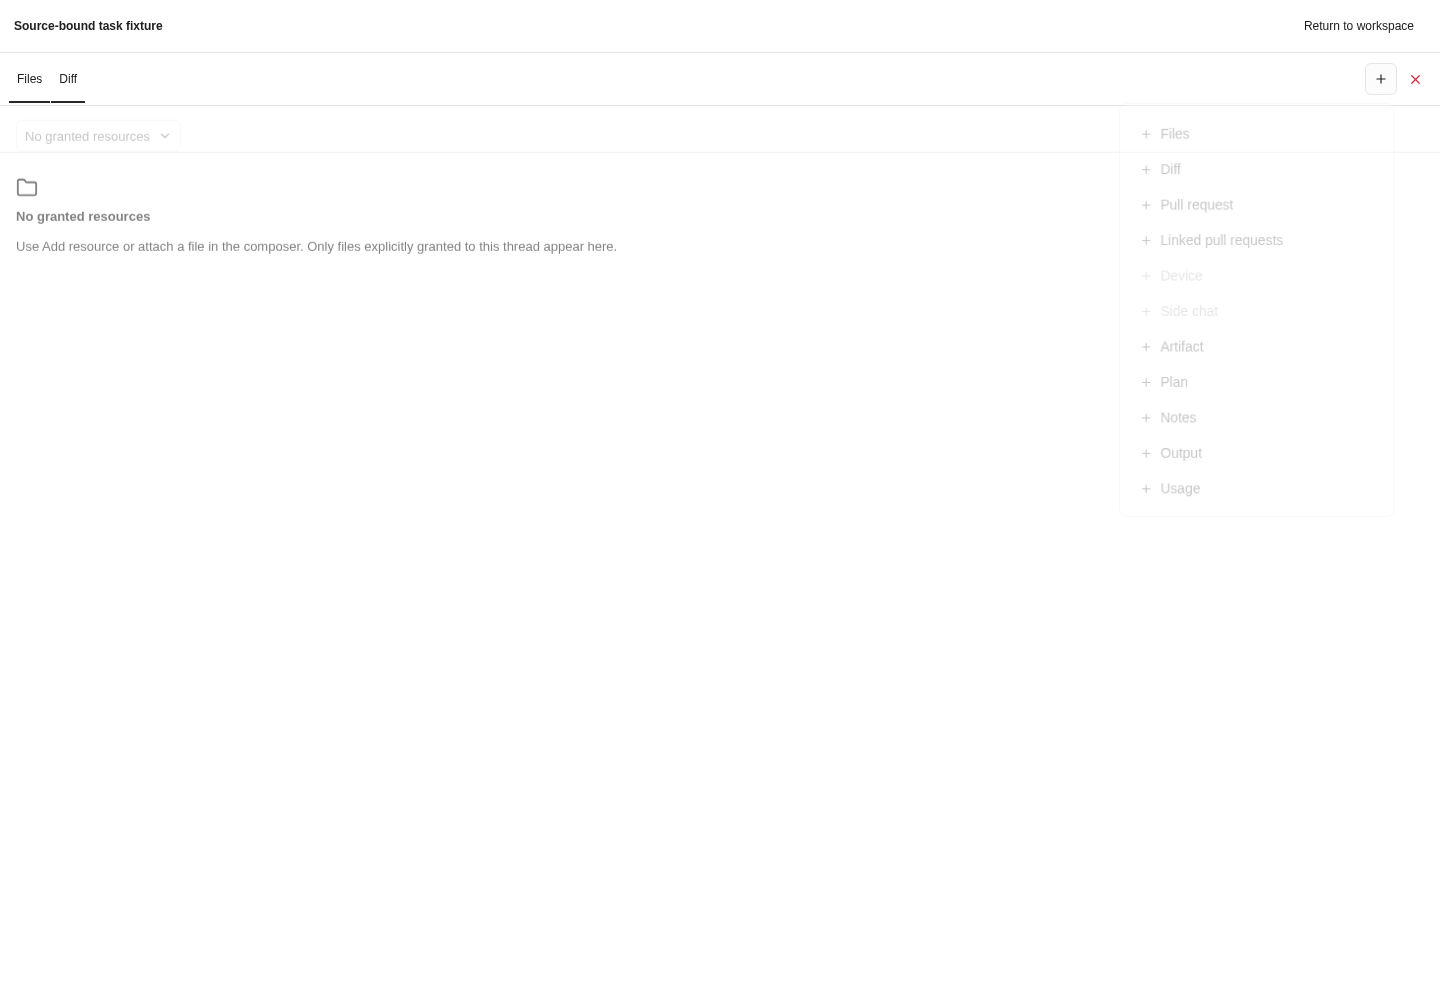 Source-bound task fixture
Return to workspace
Files
Diff
No granted resources
No granted resources
Use Add resource or attach a file in the composer. Only files explicitly granted to this thread appear here.
Files
Diff
Pull request
Linked pull requests
Device
Side chat
Artifact
Plan
Notes
Output
Usage